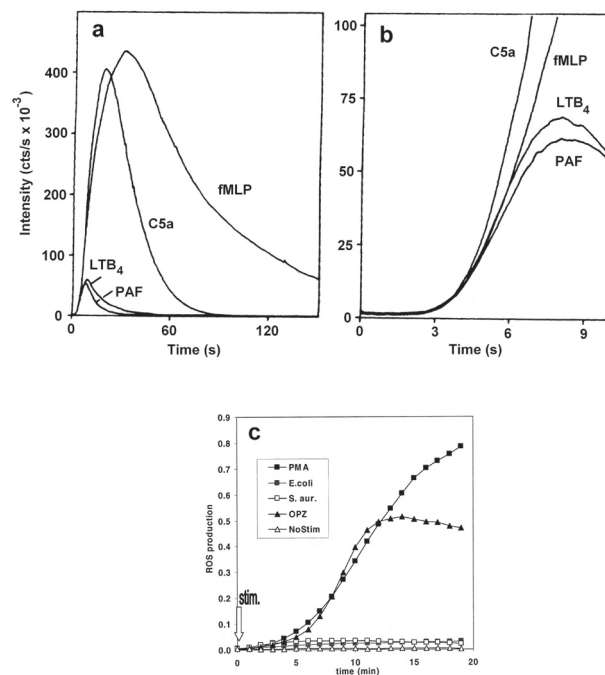 a
Intensity (cts/s x 10⁻³)
400
300
200
100
0
fMLP
C5a
LTB₄
PAF
0
60
120
Time (s)
b
100
75
50
25
0
C5a
fMLP
LTB₄
PAF
0
3
6
9
Time (s)
c
ROS production
0.9
0.8
0.7
0.6
0.5
0.4
0.3
0.2
0.1
0.0
PMA
E.coli
S. aur.
OPZ
NoStim
stim.
0
5
10
15
20
time (min)